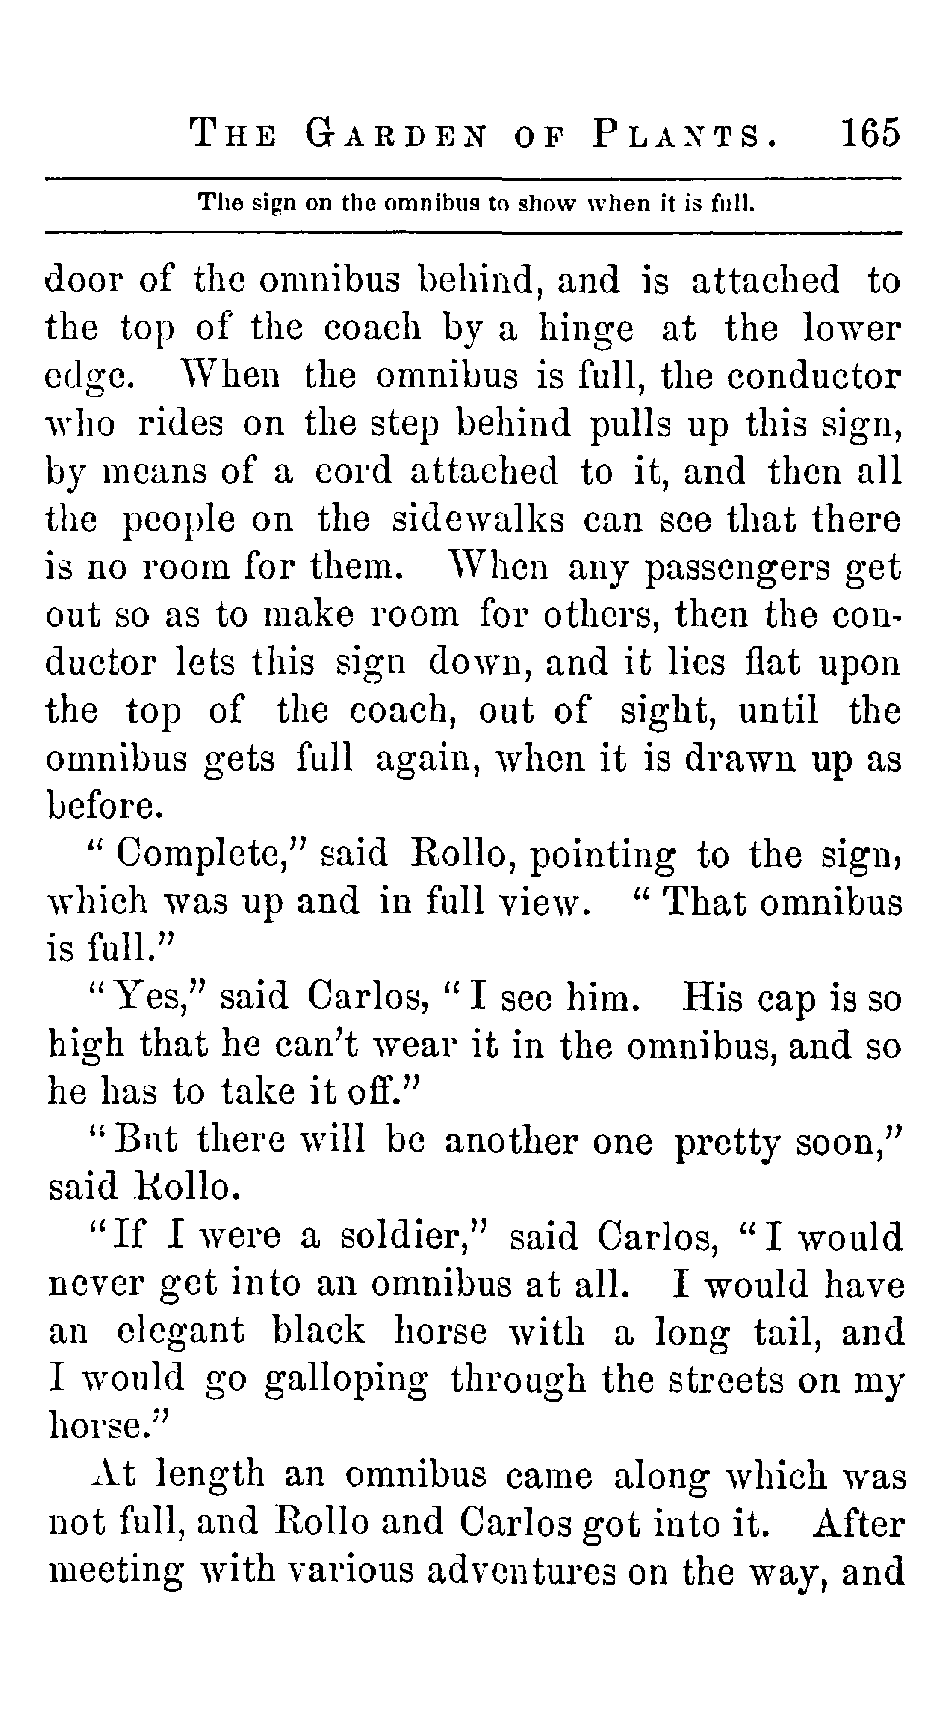 THE GARDEN OF PLANTS. 165
The sign on the omnibus to show when it is full.
door of the omnibus behind, and is attached to
the top of the coach by a hinge at the lower
edge. When the omnibus is full, the conductor
who rides on the step behind pulls up this sign,
by means of a cord attached to it, and then all
the people on the sidewalks can see that there
is no room for them. When any passengers get
out so as to make room for others, then the con-
ductor lets this sign down, and it lies flat upon
the top of the coach, out of sight, until the
omnibus gets full again, when it is drawn up as
before.
“Complete,” said Rollo, pointing to the sign,
which was up and in full view. “That omnibus
is full.”
“Yes,” said Carlos, “I see him. His cap is so
high that he can’t wear it in the omnibus, and so
he has to take it off.”
“But there will be another one pretty soon,”
said Rollo.
“If I were a soldier,” said Carlos, “I would
never get into an omnibus at all. I would have
an elegant black horse with a long tail, and
I would go galloping through the streets on my
horse.”
At length an omnibus came along which was
not full, and Rollo and Carlos got into it. After
meeting with various adventures on the way, and